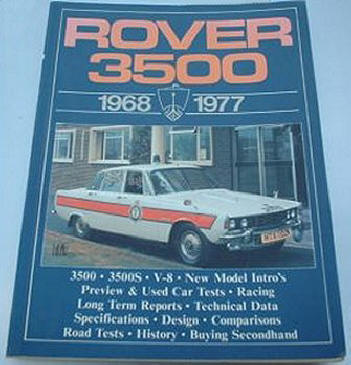 ROVER
3500
1968 1977
3500 · 3500S · V-8 · New Model Intro's
Preview & Used Car Tests · Racing
Long Term Reports · Technical Data
Specifications · Design · Comparisons
Road Tests · History · Buying Secondhand